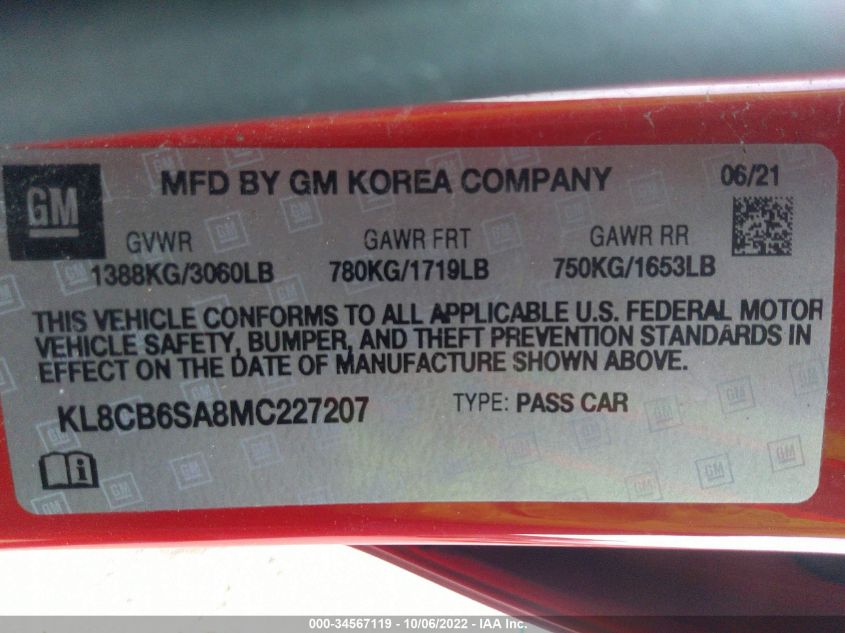 GM
MFD BY GM KOREA COMPANY 06/21
GVWR GAWR FRT GAWR RR
1388KG/3060LB 780KG/1719LB 750KG/1653LB
THIS VEHICLE CONFORMS TO ALL APPLICABLE U.S. FEDERAL MOTOR
VEHICLE SAFETY, BUMPER, AND THEFT PREVENTION STANDARDS IN
EFFECT ON THE DATE OF MANUFACTURE SHOWN ABOVE.
KL8CB6SA8MC227207 TYPE: PASS CAR
000-34567119 - 10/06/2022 - IAA Inc.